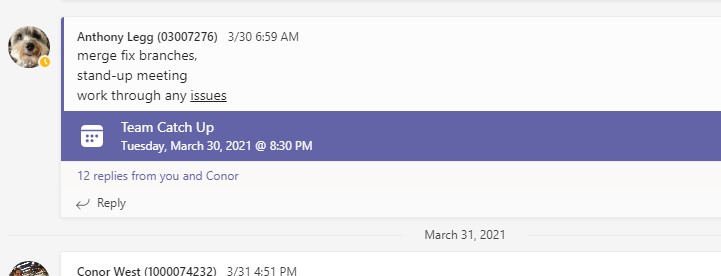 Anthony Legg (03007276) 3/30 6:59 AM
merge fix branches,
stand-up meeting
work through any issues
Team Catch Up
Tuesday, March 30, 2021 @ 8:30 PM
12 replies from you and Conor
Reply
March 31, 2021
Conor West (1000074232) 3/31 4:51 PM